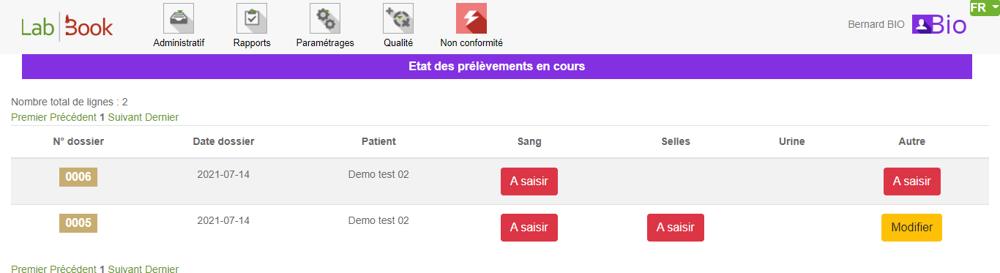 FR
Lab Book
Administratif Rapports Paramétrages Qualité Non conformité
Bernard BIO Bio
Etat des prélèvements en cours
Nombre total de lignes : 2
Premier Précédent 1 Suivant Dernier
N° dossier Date dossier Patient Sang Selles Urine Autre
0006 2021-07-14 Demo test 02 A saisir A saisir
0005 2021-07-14 Demo test 02 A saisir A saisir Modifier
Premier Précédent 1 Suivant Dernier